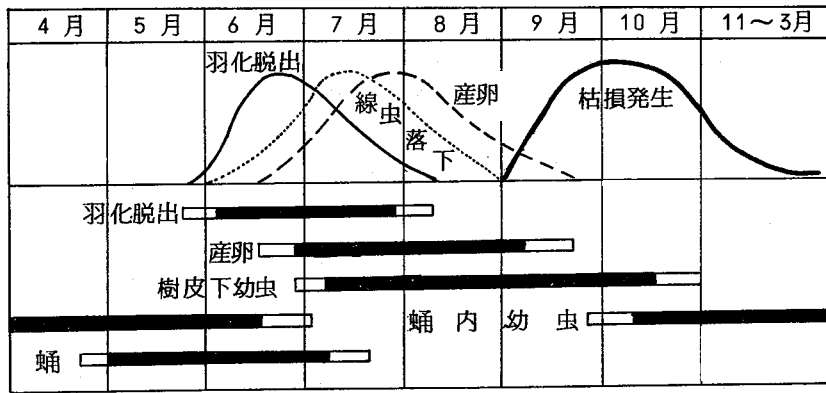 4 月 5 月 6 月 7 月 8 月 9 月 10 月 11〜3月
羽化脱出
線虫落下
産卵
枯損発生
羽化脱出
産卵
樹皮下幼虫
蛹内幼虫
蛹